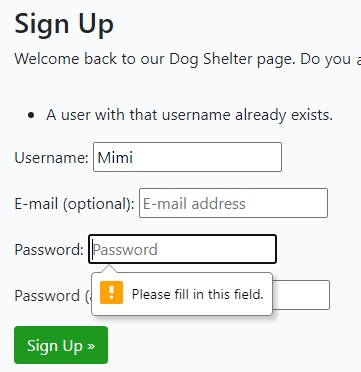 Sign Up
Welcome back to our Dog Shelter page. Do you
A user with that username already exists.
Username: Mimi
E-mail (optional): E-mail address
Password: Password
Please fill in this field.
Password (
Sign Up »